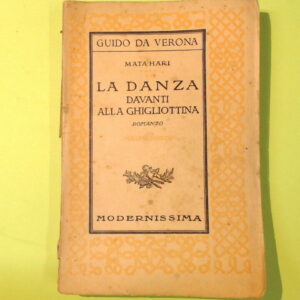 GUIDO DA VERONA
MATA HARI
LA DANZA
DAVANTI
ALLA GHIGLIOTTINA
ROMANZO
MODERNISSIMA